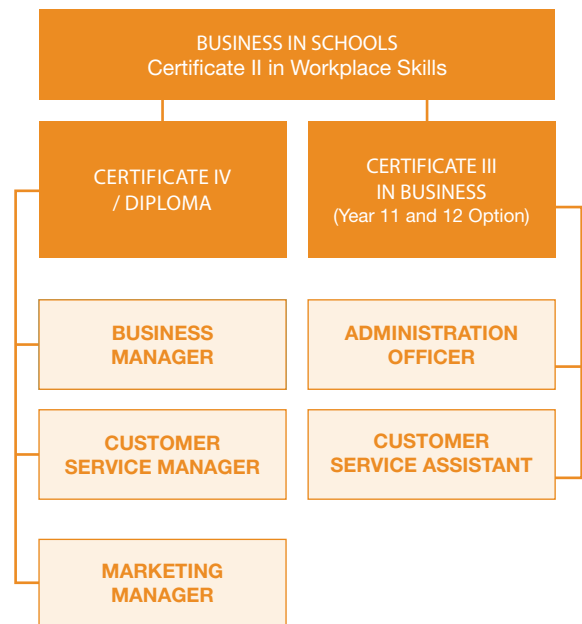 BUSINESS IN SCHOOLS
Certificate II in Workplace Skills
CERTIFICATE IV
/ DIPLOMA
CERTIFICATE III
IN BUSINESS
(Year 11 and 12 Option)
BUSINESS
MANAGER
ADMINISTRATION
OFFICER
CUSTOMER
SERVICE MANAGER
CUSTOMER
SERVICE ASSISTANT
MARKETING
MANAGER